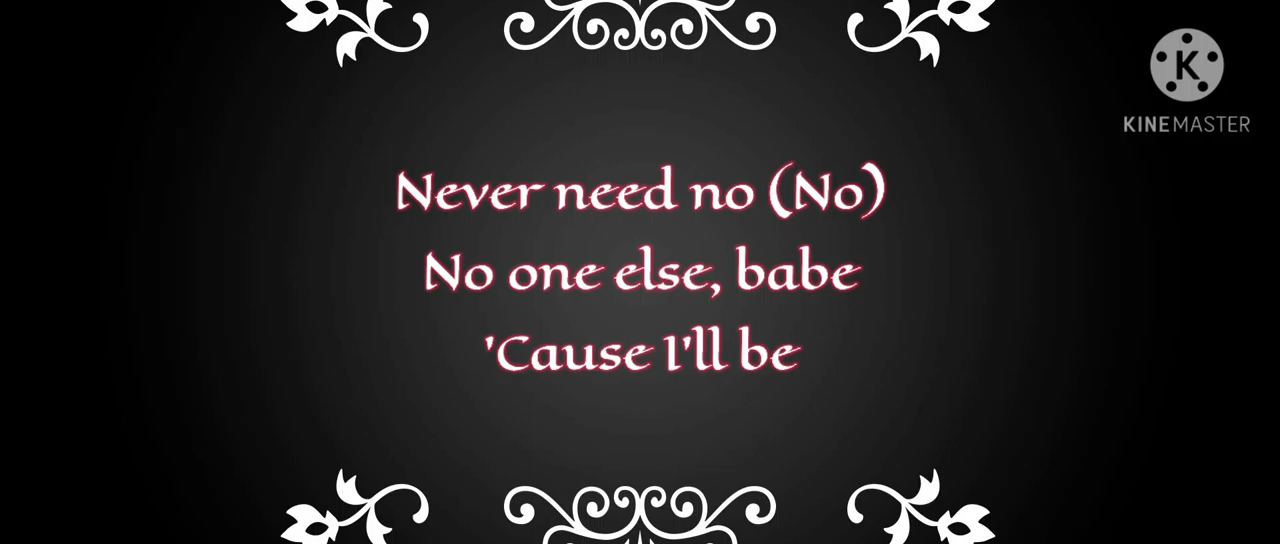 K
KINEMASTER
Never need no (No)
No one else, babe
'Cause I'll be